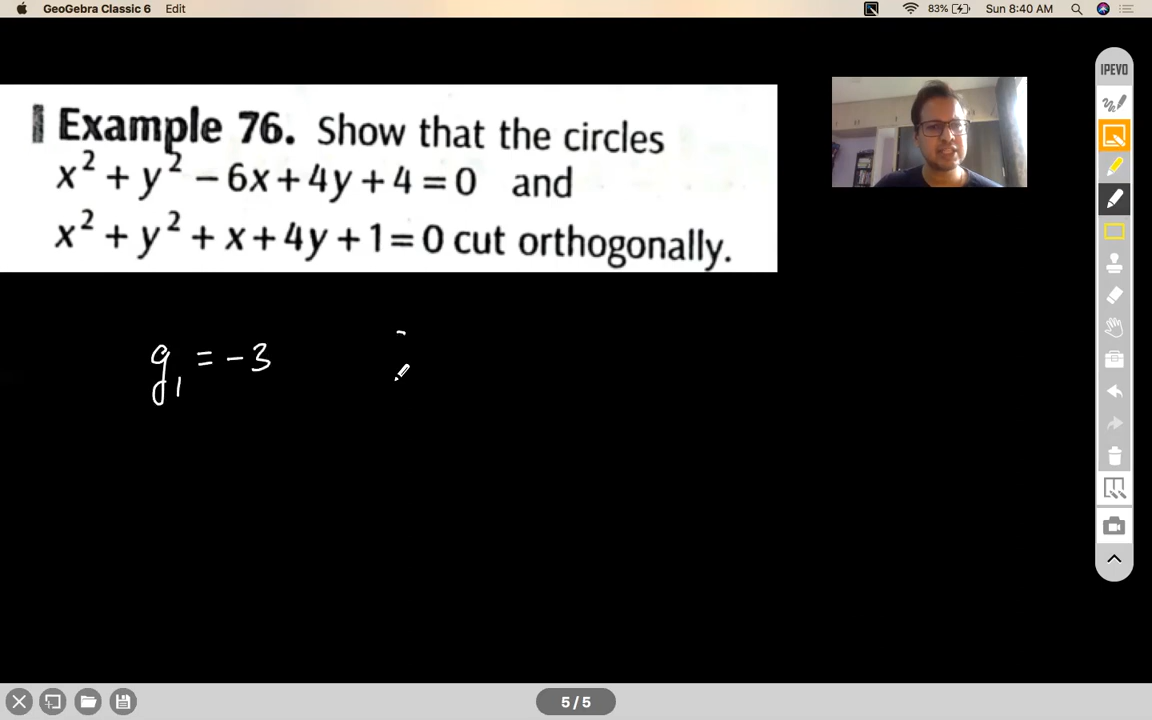 GeoGebra Classic 6 Edit 83% Sun 8:40 AM
IPEVO
Example 76. Show that the circles
x² + y² − 6x + 4y + 4 = 0 and
x² + y² + x + 4y + 1 = 0 cut orthogonally.
g₁ = −3
5 / 5